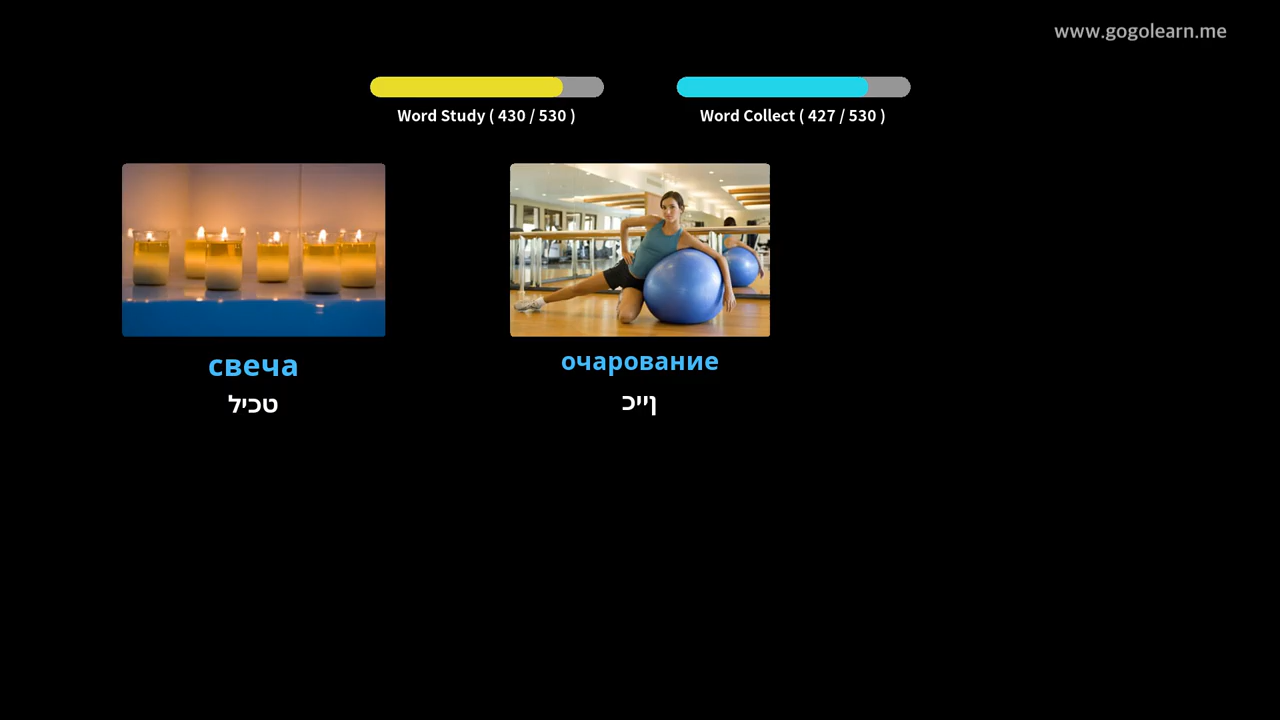 www.gogolearn.me
Word Study ( 430 / 530 )
Word Collect ( 427 / 530 )
свеча
טכיל
очарование
ןייכ